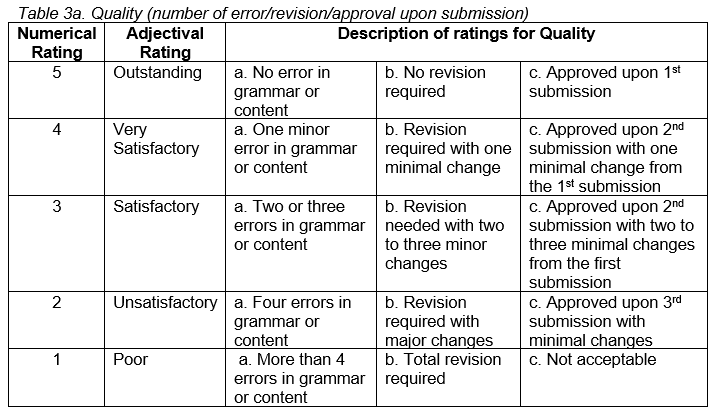 Table 3a. Quality (number of error/revision/approval upon submission)
Numerical Rating
Adjectival Rating
Description of ratings for Quality
5
Outstanding
a. No error in
grammar or
content
b. No revision
required
c. Approved upon 1st
submission
4
Very
Satisfactory
a. One minor
error in grammar
or content
b. Revision
required with one
minimal change
c. Approved upon 2nd
submission with one
minimal change from
the 1st submission
3
Satisfactory
a. Two or three
errors in grammar
or content
b. Revision
needed with two
to three minor
changes
c. Approved upon 2nd
submission with two to
three minimal changes
from the first
submission
2
Unsatisfactory
a. Four errors in
grammar or
content
b. Revision
required with
major changes
c. Approved upon 3rd
submission with
minimal changes
1
Poor
a. More than 4
errors in grammar
or content
b. Total revision
required
c. Not acceptable